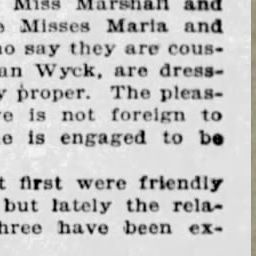 Miss Marshall and
Misses Maria and
say they are cous-
an Wyck, are dress-
y proper. The pleas-
e is not foreign to
e is engaged to be
t first were friendly
but lately the rela-
hree have been ex-